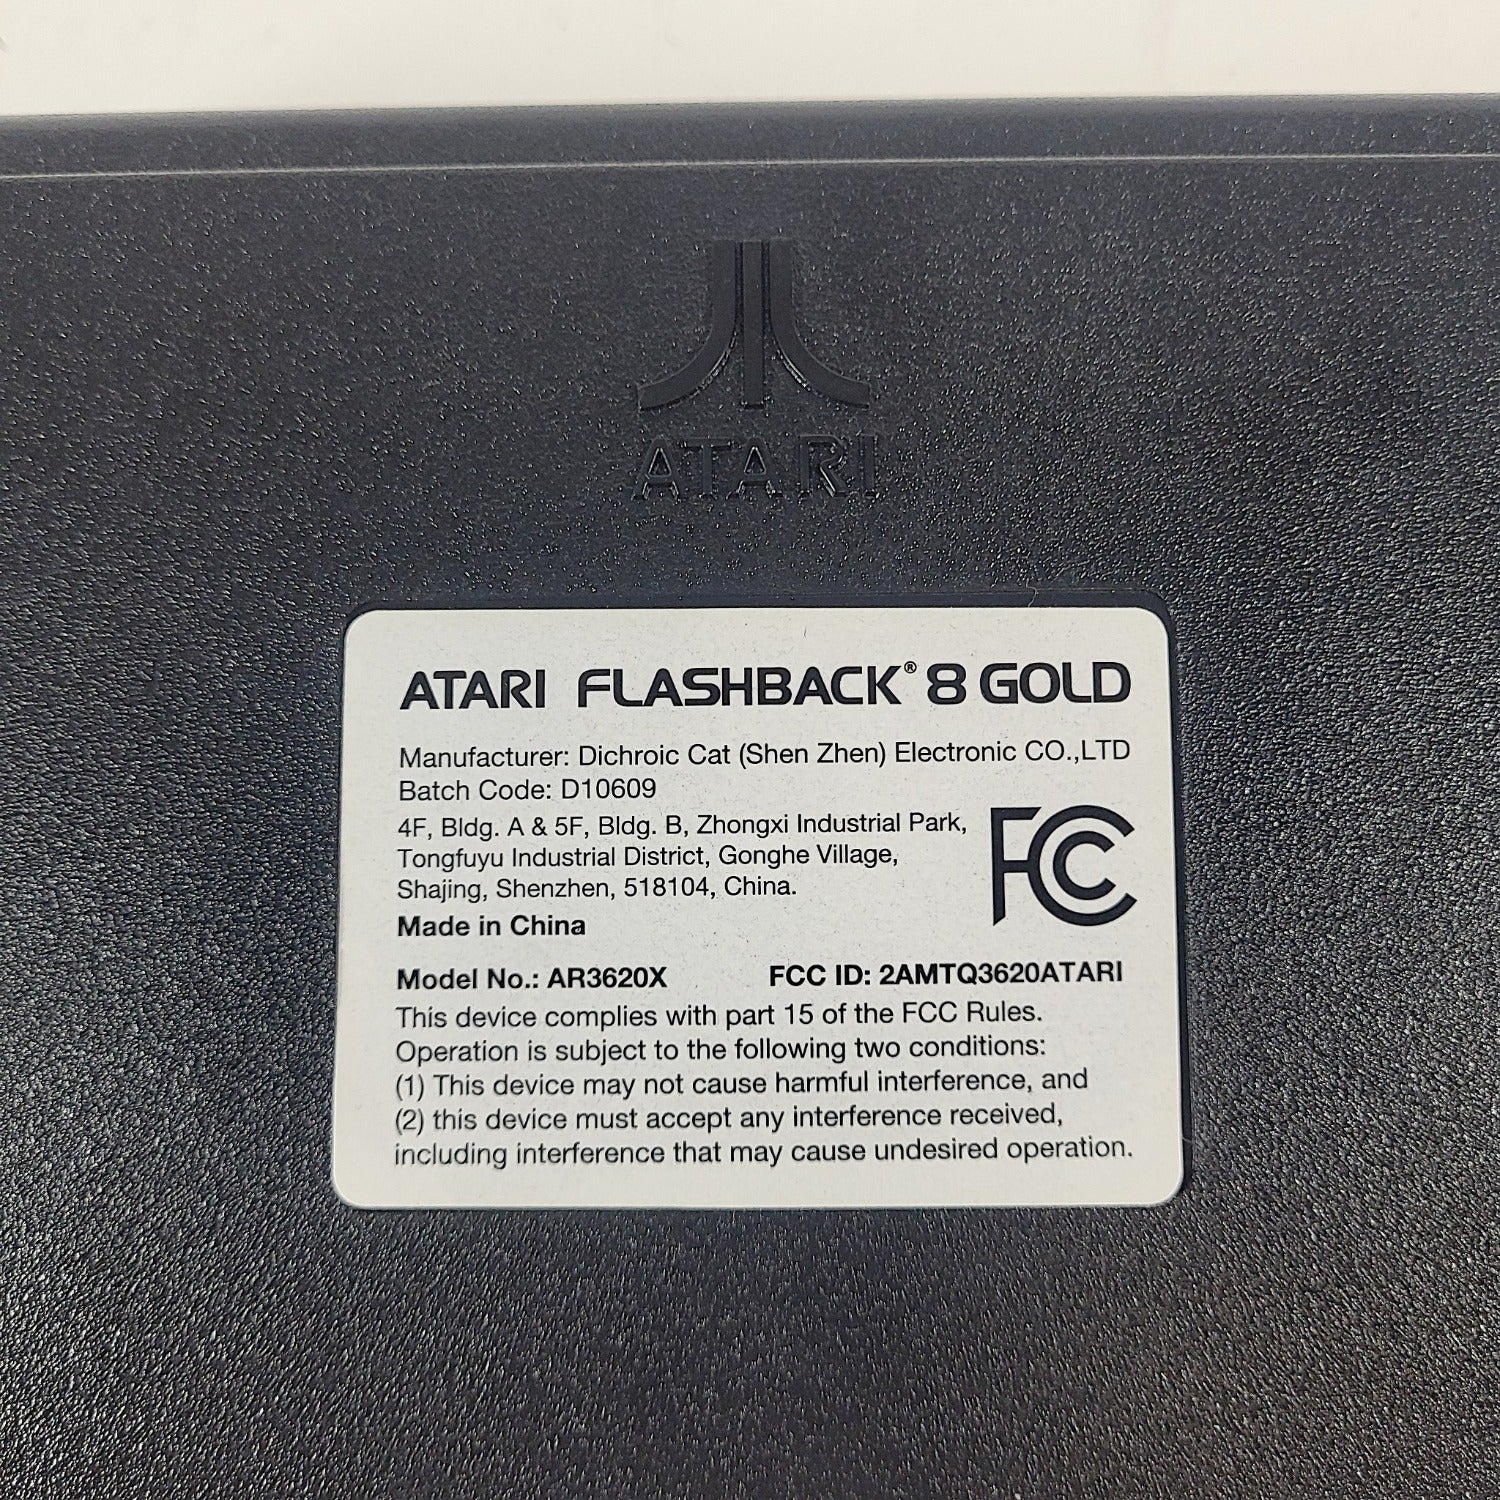 ATARI
ATARI FLASHBACK® 8 GOLD
Manufacturer: Dichroic Cat (Shen Zhen) Electronic CO.,LTD
Batch Code: D10609
4F, Bldg. A & 5F, Bldg. B, Zhongxi Industrial Park,
Tongfuyu Industrial District, Gonghe Village,
Shajing, Shenzhen, 518104, China.
FC
Made in China
Model No.: AR3620X FCC ID: 2AMTQ3620ATARI
This device complies with part 15 of the FCC Rules.
Operation is subject to the following two conditions:
(1) This device may not cause harmful interference, and
(2) this device must accept any interference received,
including interference that may cause undesired operation.